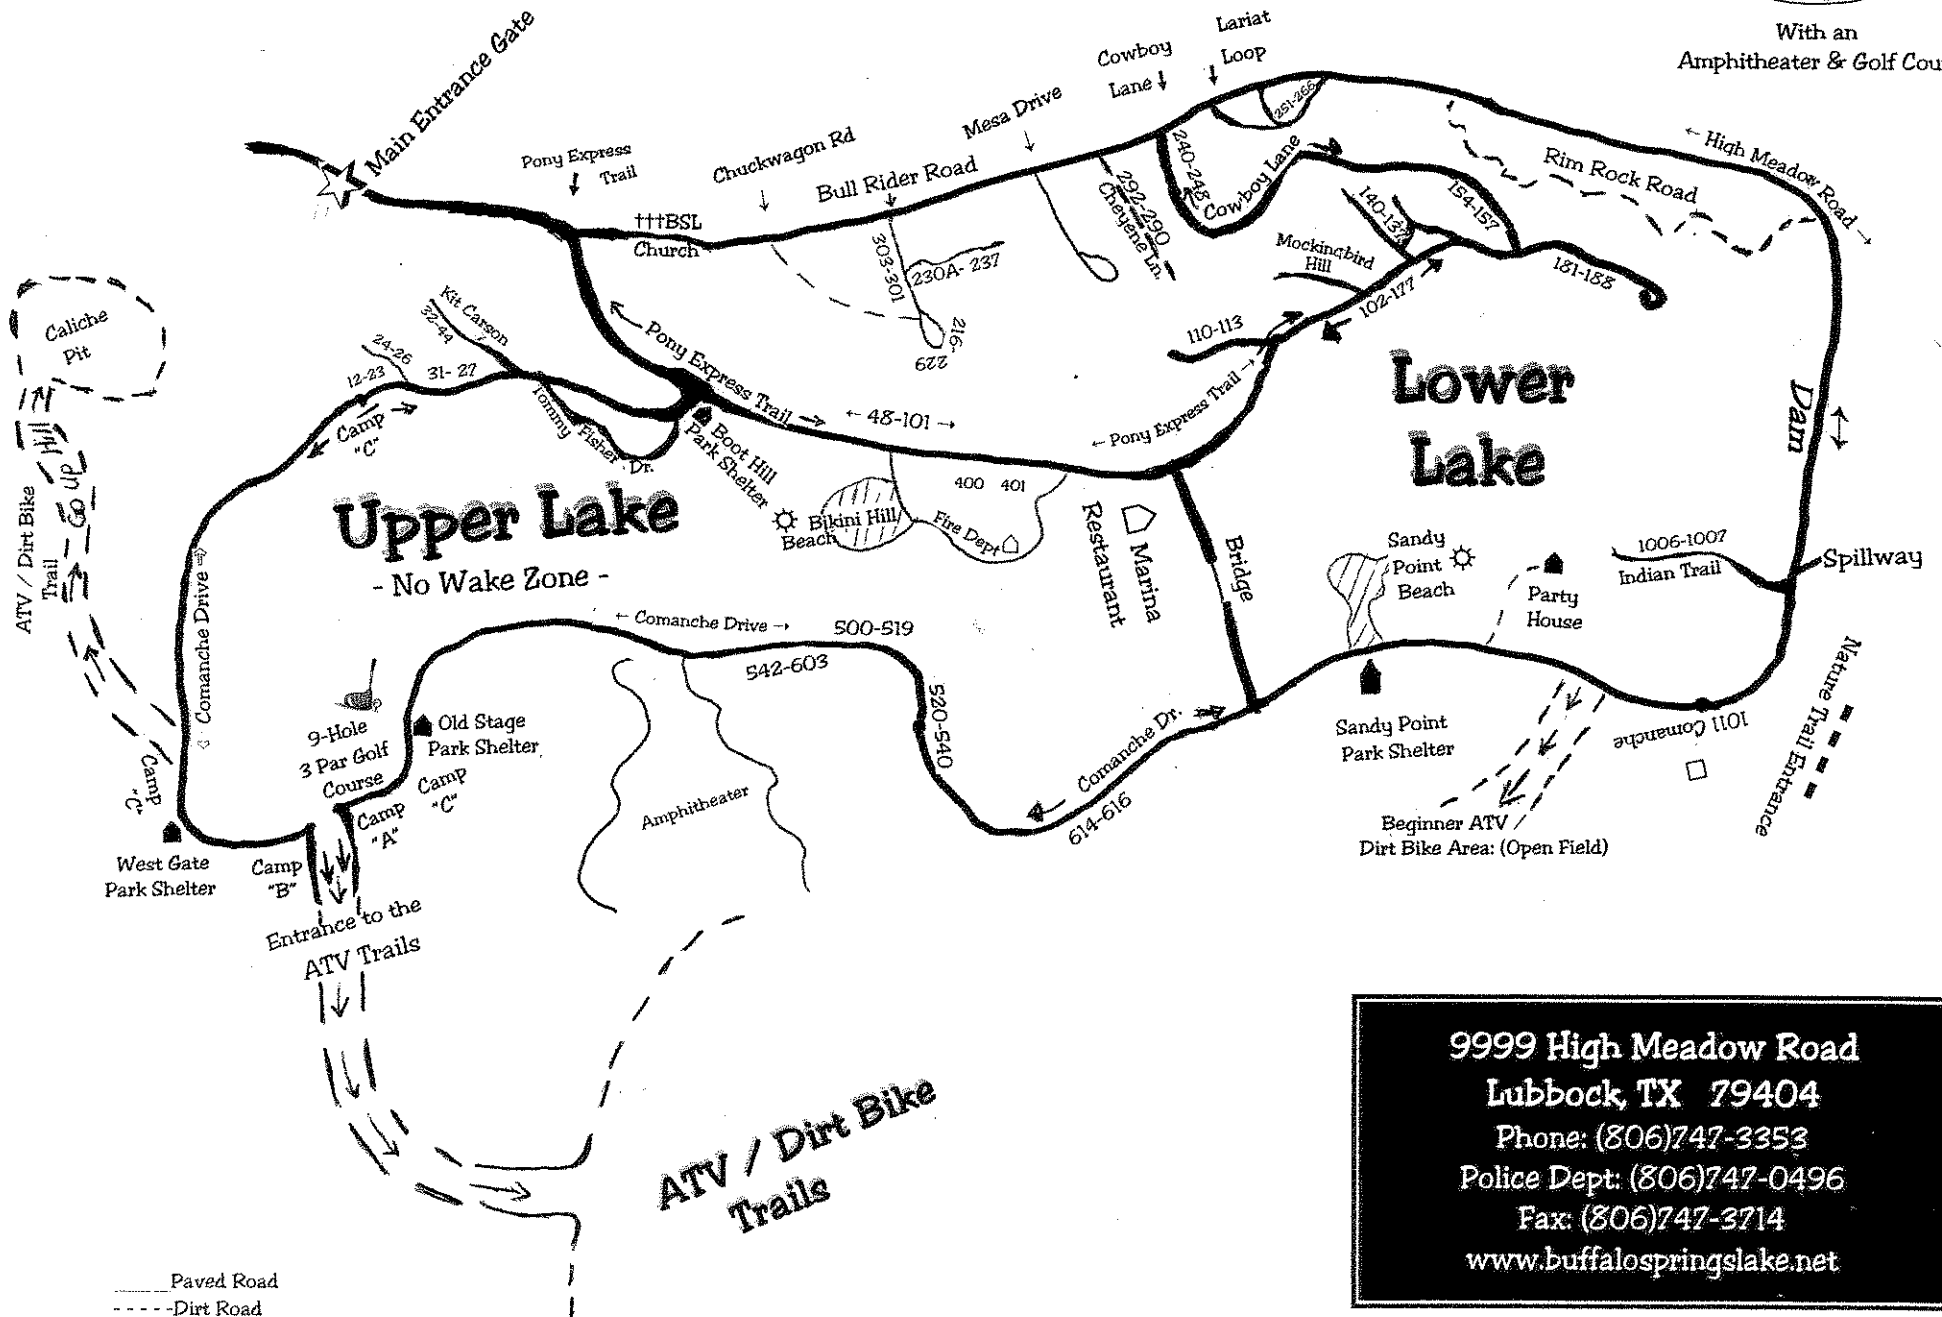 With an
Amphitheater & Golf Cou
Main Entrance Gate
Pony Express
Trail
Chuckwagon Rd
Bull Rider Road
Mesa Drive
Cowboy
Lane
Lariat
Loop
251-266
← High Meadow Road →
Rim Rock Road
†††BSL
Church
303-301
230A- 237
216-
229
292-290
Cheyene Ln.
240-248
Cowboy Lane
140-137
154-157
Mockingbird
Hill
102-177
181-188
110-113
Caliche
Pit
Kit Carson
32-44
24-26
12-23
31- 27
Camp
"C"
Tommy Fisher Dr.
Pony Express Trail
← 48-101 →
← Pony Express Trail →
Boot Hill
Park Shelter
Lower
Lake
Dam
Upper Lake
- No Wake Zone -
Bikini Hill
Beach
400 401
Fire Dept
Restaurant
Marina
Bridge
Sandy
Point
Beach
Party
House
1006-1007
Indian Trail
Spillway
ATV / Dirt Bike
Trail
Go Up Hill
Comanche Drive
← Comanche Drive →
500-519
542-603
520-540
Comanche Dr.
614-616
9-Hole
3 Par Golf
Course
Old Stage
Park Shelter
Camp
"C"
Camp
"A"
Camp
"B"
Camp
"C"
West Gate
Park Shelter
Amphitheater
Sandy Point
Park Shelter
1011 Comanche
Nature Trail Entrance
Beginner ATV
Dirt Bike Area: (Open Field)
Entrance to the
ATV Trails
ATV / Dirt Bike
Trails
9999 High Meadow Road
Lubbock, TX 79404
Phone: (806)747-3353
Police Dept: (806)747-0496
Fax: (806)747-3714
www.buffalospringslake.net
Paved Road
- - - - -Dirt Road